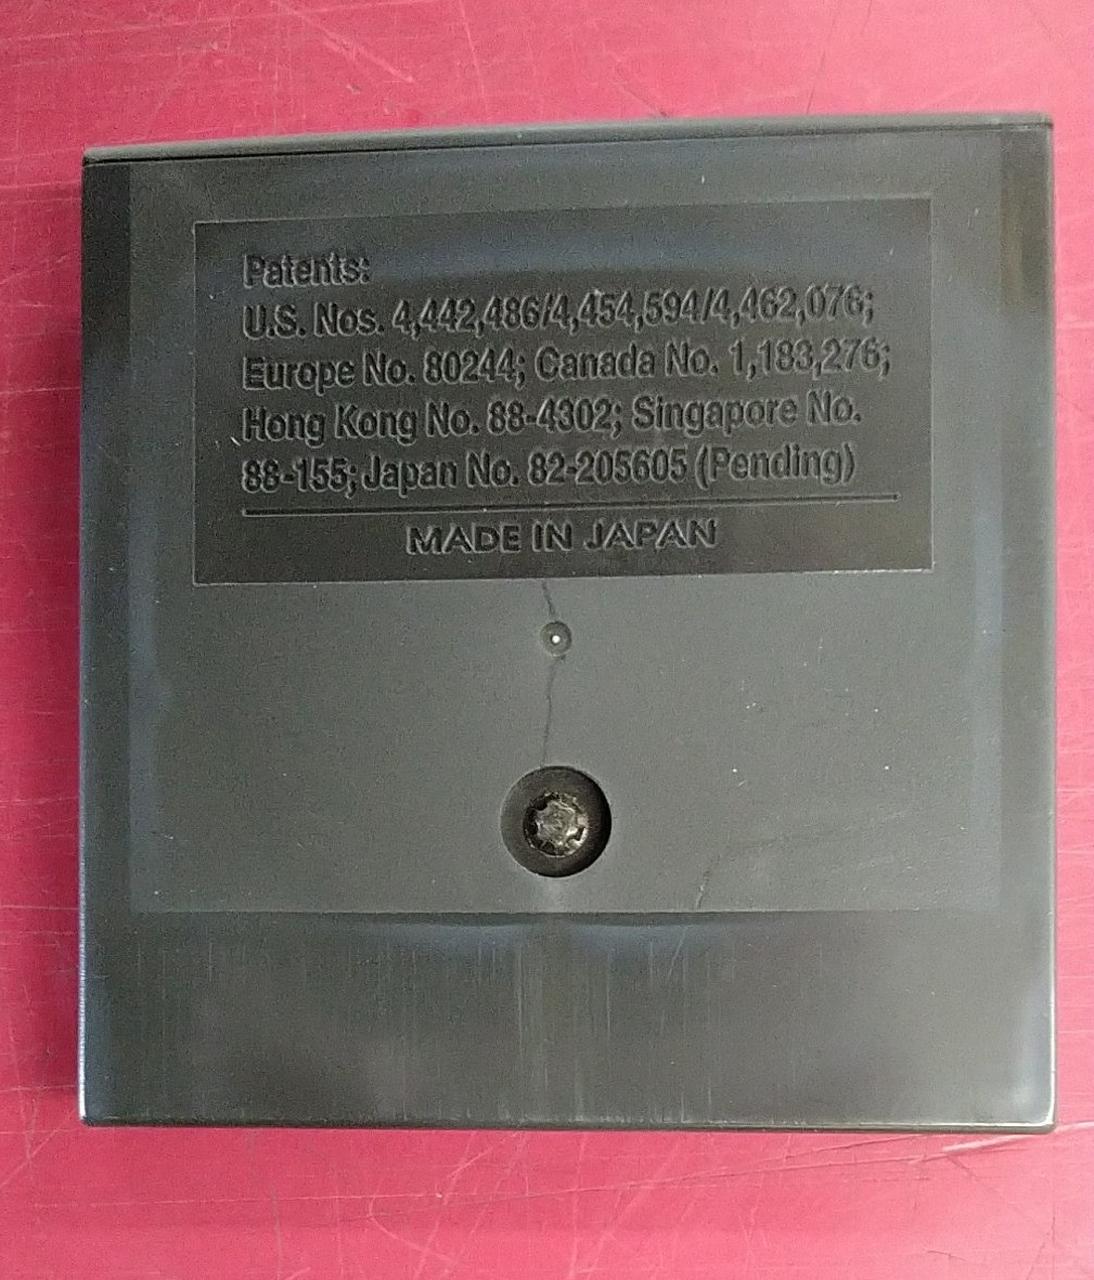 Patents:
U.S. Nos. 4,442,486/4,454,594/4,462,076;
Europe No. 80244; Canada No. 1,183,276;
Hong Kong No. 88-4302; Singapore No.
88-155; Japan No. 82-205605 (Pending)
MADE IN JAPAN